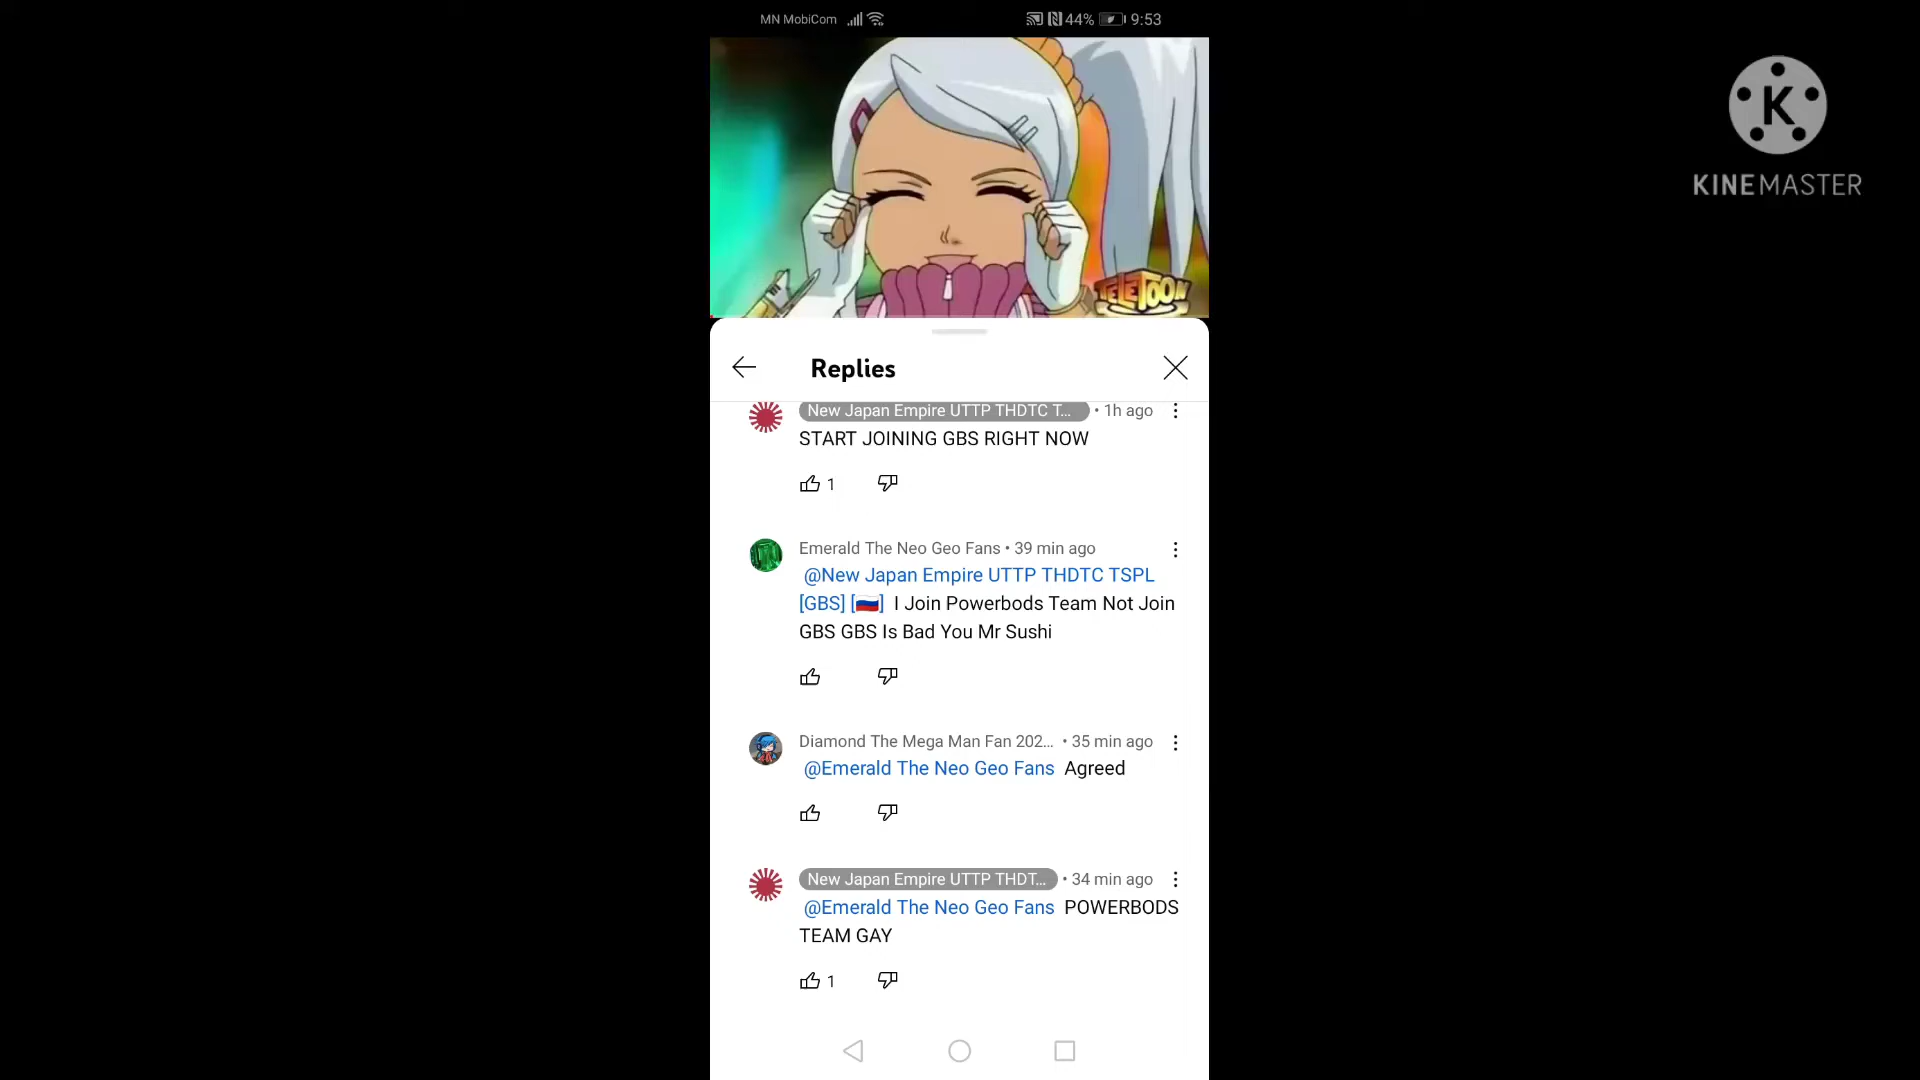 MN MobiCom
44%
9:53
K
KINEMASTER
TELETOON
Replies
New Japan Empire UTTP THDTC T... • 1h ago
START JOINING GBS RIGHT NOW
1
Emerald The Neo Geo Fans • 39 min ago
@New Japan Empire UTTP THDTC TSPL
[GBS] [🇷🇺] I Join Powerbods Team Not Join
GBS GBS Is Bad You Mr Sushi
Diamond The Mega Man Fan 202... • 35 min ago
@Emerald The Neo Geo Fans Agreed
New Japan Empire UTTP THDT... • 34 min ago
@Emerald The Neo Geo Fans POWERBODS
TEAM GAY
1